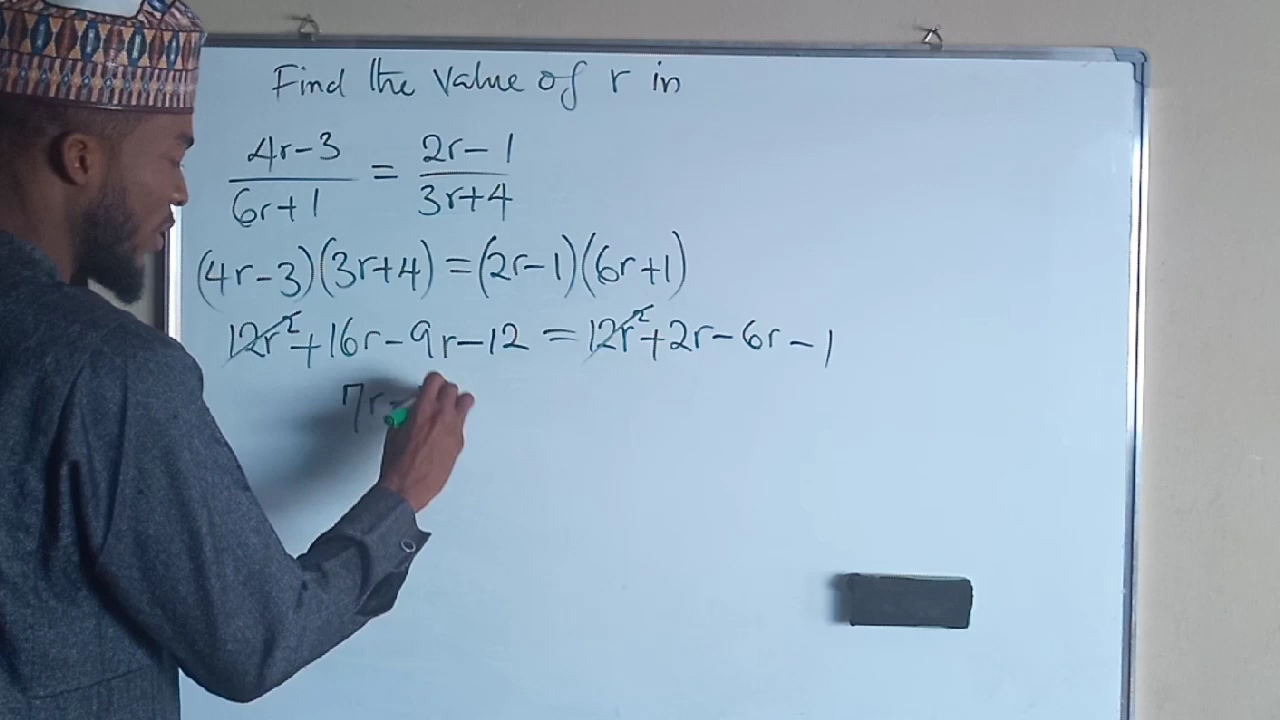 Find the value of r in
4r-3 / 6r+1 = 2r-1 / 3r+4
(4r-3)(3r+4) = (2r-1)(6r+1)
12r² + 16r - 9r - 12 = 12r² + 2r - 6r - 1
7r -